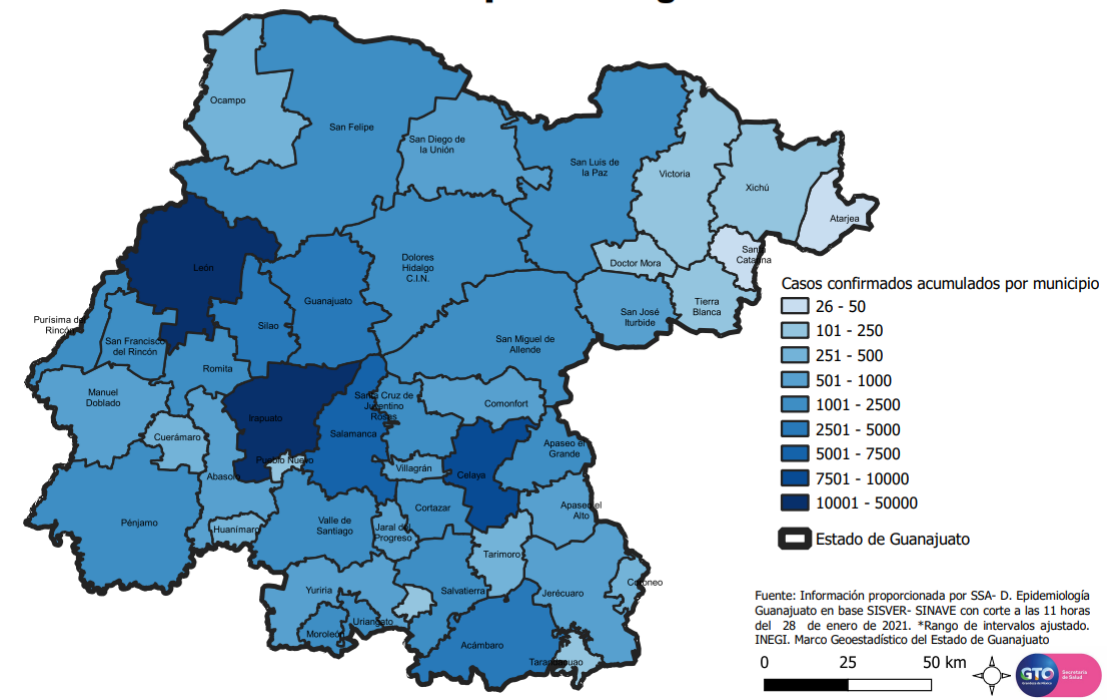 Ocampo
San Felipe
San Diego de
la Unión
San Luis de
la Paz
Victoria
Xichú
Atarjea
Santa
Catarina
Doctor Mora
Tierra
Blanca
San José
Iturbide
León
Guanajuato
Dolores
Hidalgo
C.I.N.
Silao
Purísima del
Rincón
San Francisco
del Rincón
San Miguel de
Allende
Romita
Manuel
Doblado
Irapuato
Santa Cruz de
Juventino
Rosas
Comonfort
Salamanca
Cuerámaro
Pueblo Nuevo
Abasolo
Villagrán
Celaya
Apaseo el
Grande
Apaseo el
Alto
Cortazar
Pénjamo
Huanímaro
Valle de
Santiago
Jaral del
Progreso
Tarimoro
Yuriria
Salvatierra
Jerécuaro
Coroneo
Uriangato
Moroleón
Acámbaro
Tarandacuao
Casos confirmados acumulados por municipio
26 - 50
101 - 250
251 - 500
501 - 1000
1001 - 2500
2501 - 5000
5001 - 7500
7501 - 10000
10001 - 50000
Estado de Guanajuato
Fuente: Información proporcionada por SSA- D. Epidemiología
Guanajuato en base SISVER- SINAVE con corte a las 11 horas
del 28 de enero de 2021. *Rango de intervalos ajustado.
INEGI. Marco Geoestadístico del Estado de Guanajuato
0 25 50 km
GTO
Secretaría
de Salud